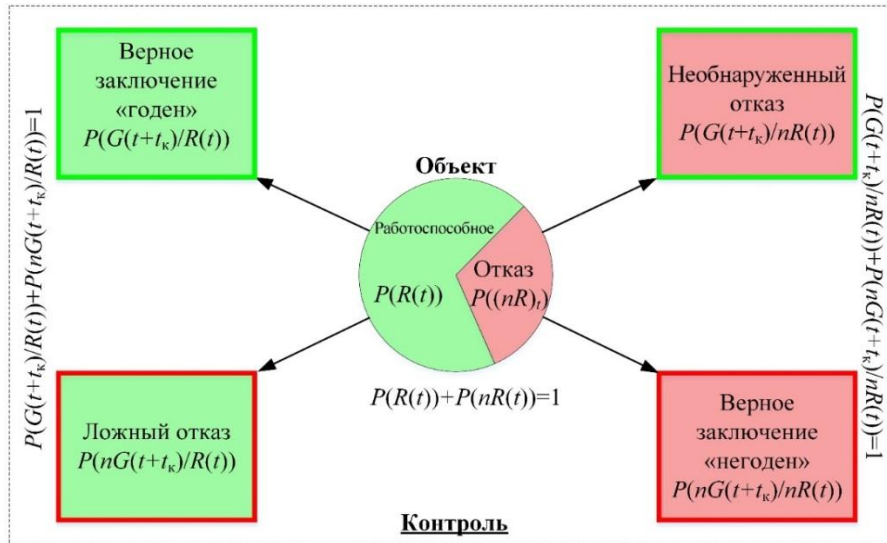 Верное
заключение
«годен»
P(G(t+tк)/R(t))
Необнаруженный
отказ
P(G(t+tк)/nR(t))
P(G(t+tк)/R(t))+P(nG(t+tк)/R(t))=1
Объект
Работоспособное
P(R(t))
Отказ
P((nR)t)
P(R(t))+P(nR(t))=1
P(G(t+tк)/nR(t))+P(nG(t+tк)/nR(t))=1
Ложный отказ
P(nG(t+tк)/R(t))
Верное
заключение
«негоден»
P(nG(t+tк)/nR(t))
Контроль